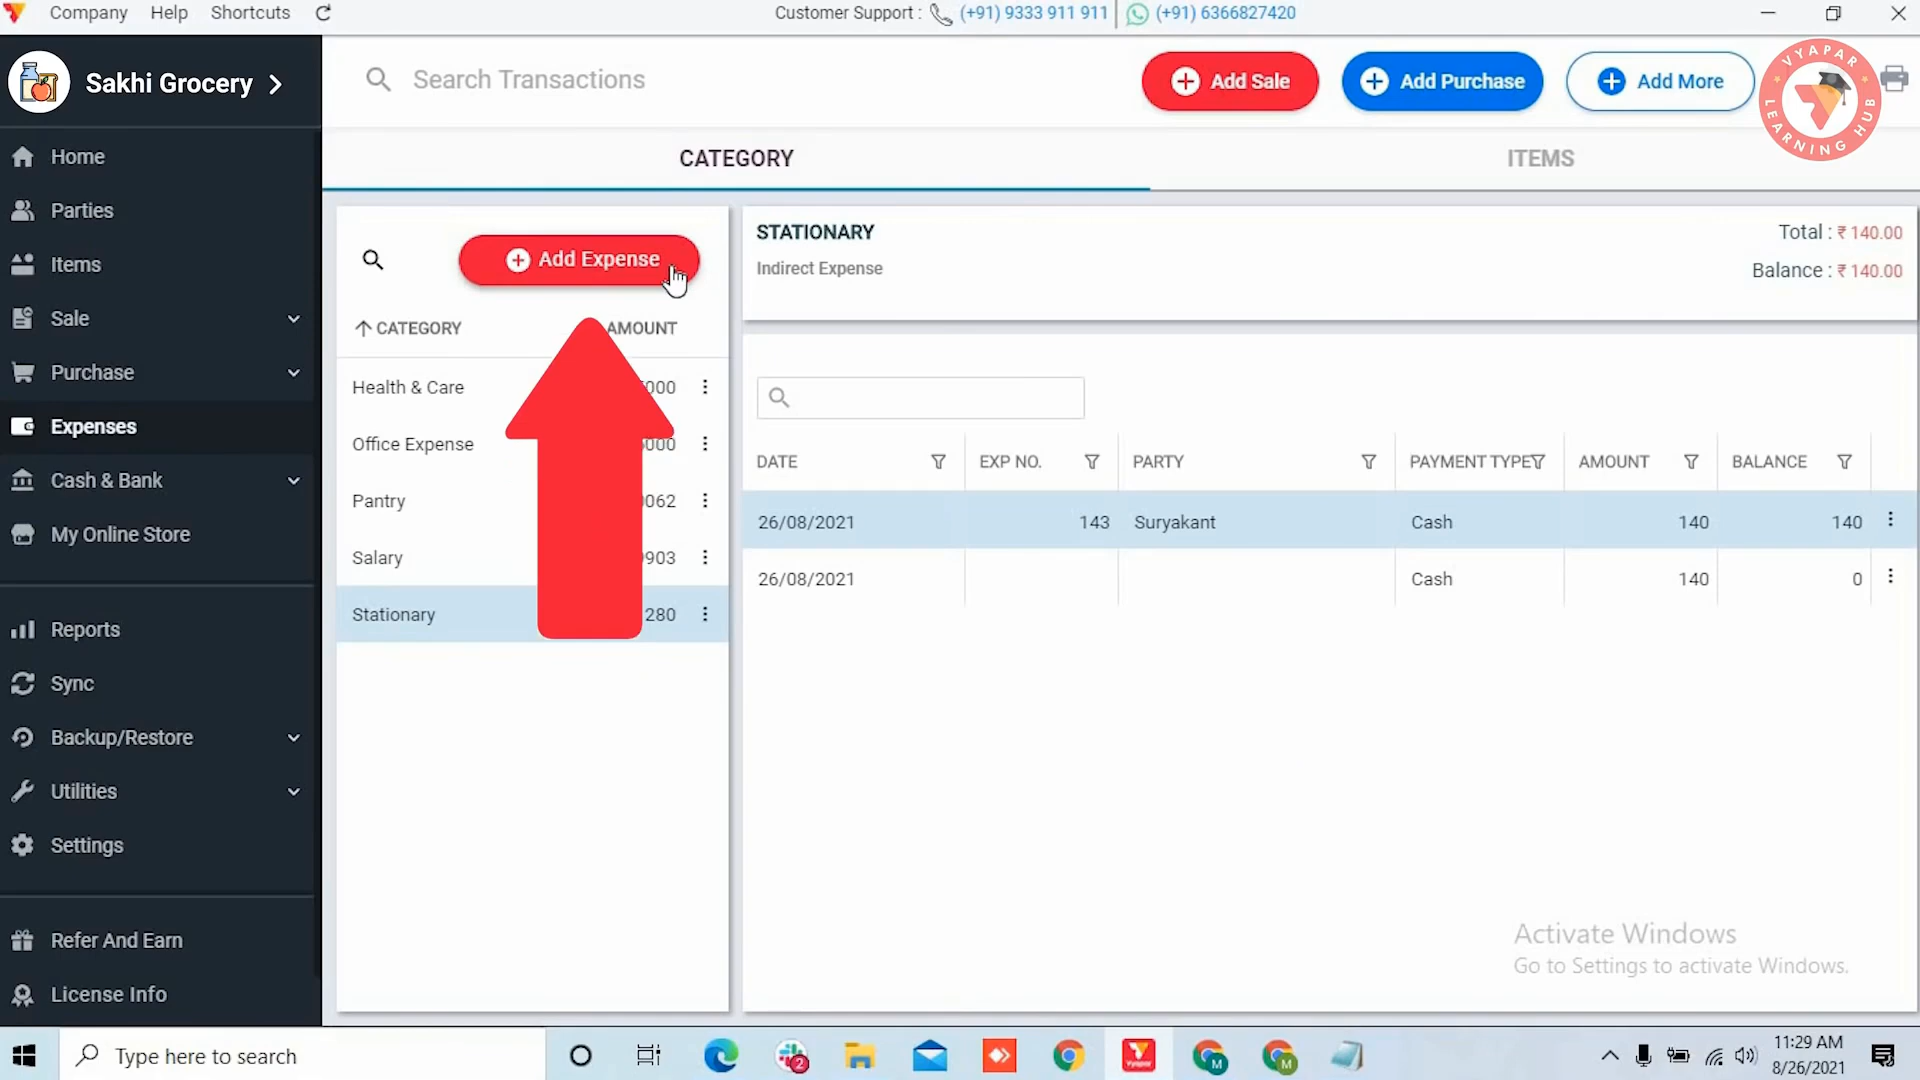 Company Help Shortcuts
Customer Support : (+91) 9333 911 911 (+91) 6366827420
Sakhi Grocery
Search Transactions
Add Sale
Add Purchase
Add More
VYAPAR LEARNING HUB
Home
Parties
Items
Sale
Purchase
Expenses
Cash & Bank
My Online Store
Reports
Sync
Backup/Restore
Utilities
Settings
Refer And Earn
License Info
CATEGORY
ITEMS
Add Expense
CATEGORY AMOUNT
Health & Care
Office Expense
Pantry
Salary
Stationary 280
STATIONARY
Indirect Expense
Total : ₹ 140.00
Balance : ₹ 140.00
DATE EXP NO. PARTY PAYMENT TYPE AMOUNT BALANCE
26/08/2021 143 Suryakant Cash 140 140
26/08/2021 Cash 140 0
Activate Windows
Go to Settings to activate Windows.
Type here to search
2
Vyapar
M
M
11:29 AM
8/26/2021